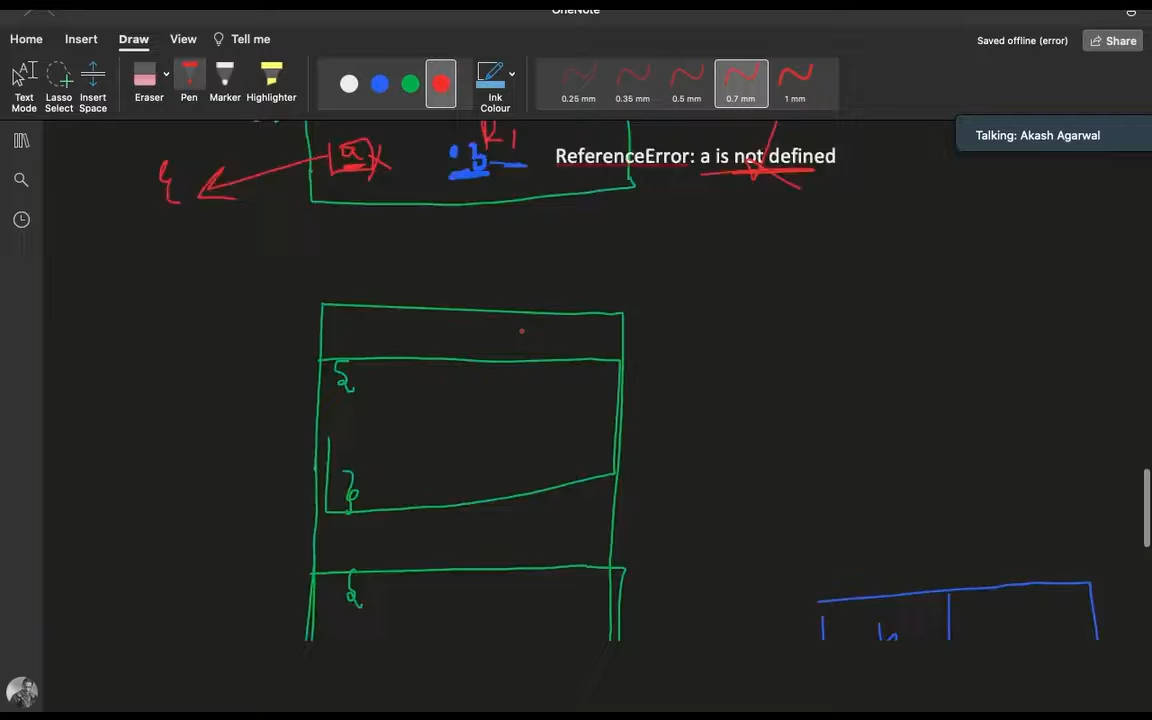 OneNote
Home Insert Draw View Tell me
Saved offline (error) Share
Text Mode
Lasso Select
Insert Space
Eraser Pen Marker Highlighter
Ink Colour
0.25 mm 0.35 mm 0.5 mm 0.7 mm 1 mm
Talking: Akash Agarwal
a b ReferenceError: a is not defined